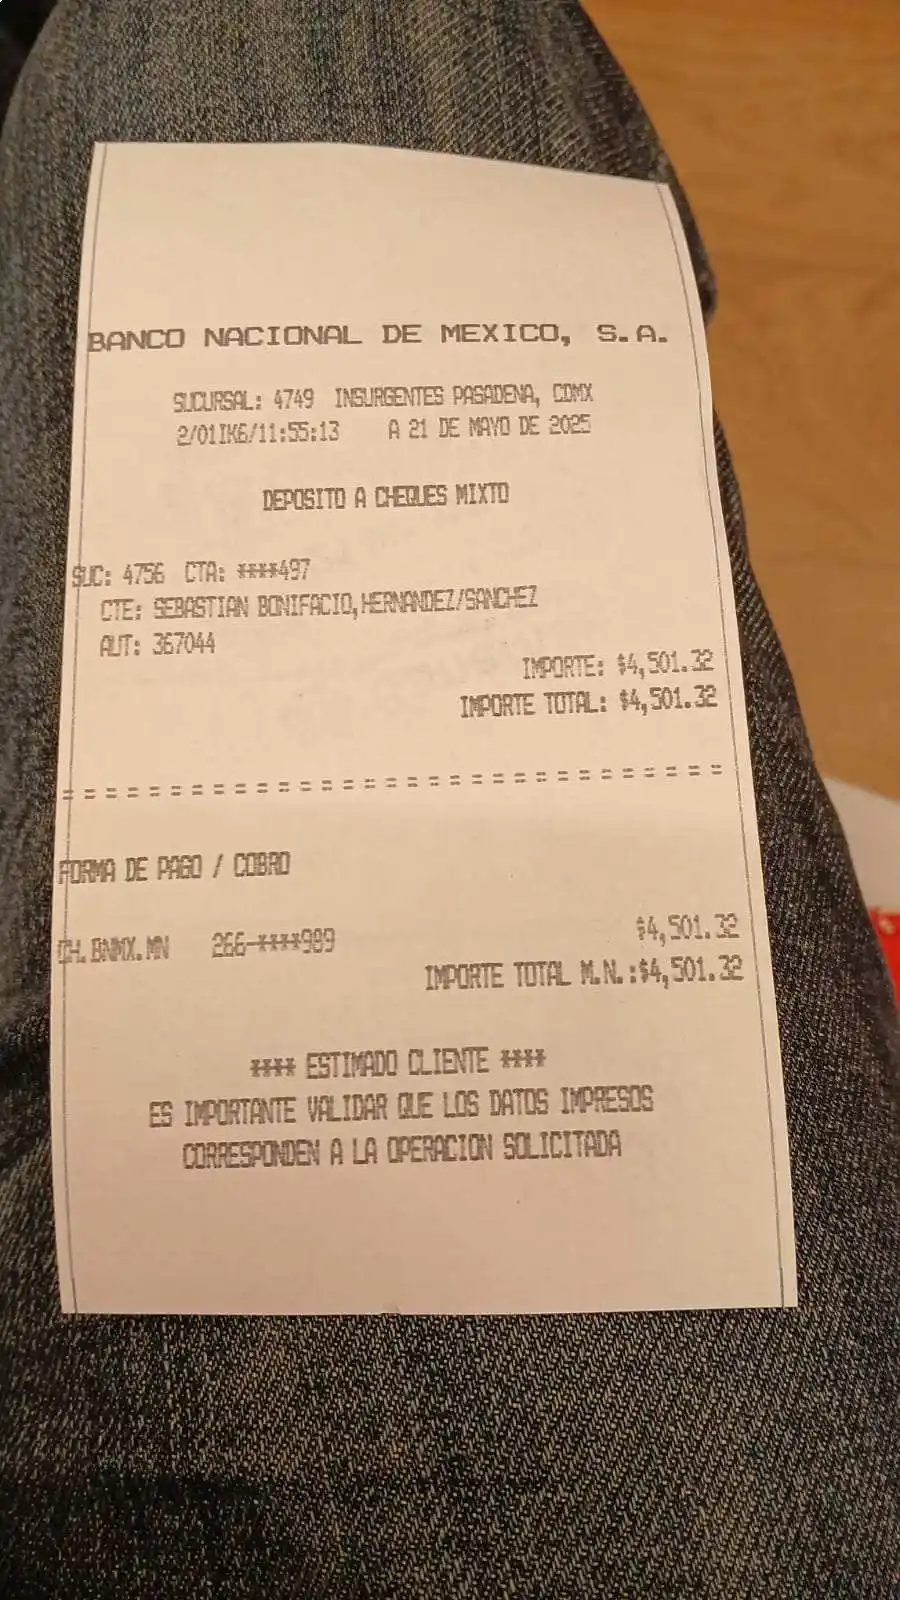 BANCO NACIONAL DE MEXICO, S.A.
SUCURSAL: 4749 INSURGENTES PASADENA, CDMX
2/01IK6/11:55:13 A 21 DE MAYO DE 2025
DEPOSITO A CHEQUES MIXTO
SUC: 4756 CTA: ****497
CTE: SEBASTIAN BONIFACIO,HERNANDEZ/SANCHEZ
AUT: 367044
IMPORTE: $4,501.32
IMPORTE TOTAL: $4,501.32
===============================
FORMA DE PAGO / COBRO
CH.BNMX.MN 266-****989 $4,501.32
IMPORTE TOTAL M.N.:$4,501.32
**** ESTIMADO CLIENTE ****
ES IMPORTANTE VALIDAR QUE LOS DATOS IMPRESOS
CORRESPONDEN A LA OPERACION SOLICITADA